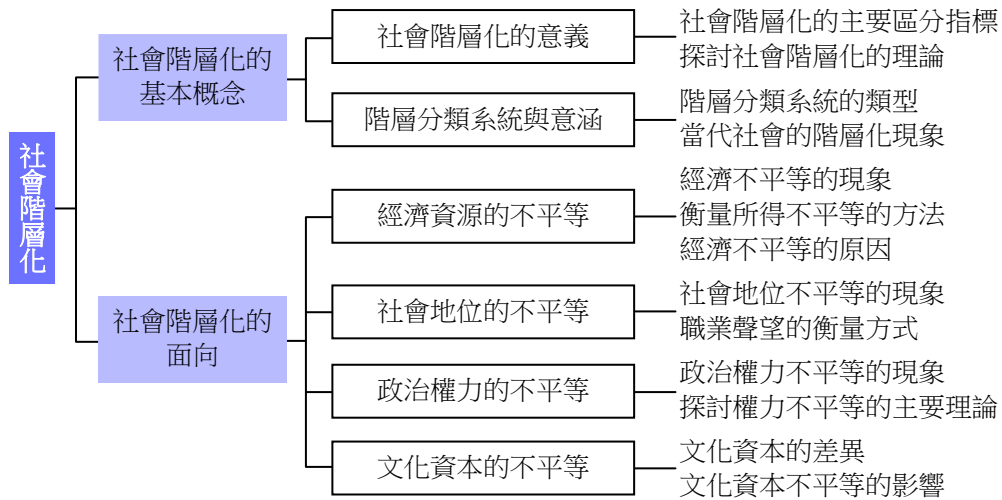 社會階層化
社會階層化的
基本概念
社會階層化的意義
社會階層化的主要區分指標
探討社會階層化的理論
階層分類系統與意涵
階層分類系統的類型
當代社會的階層化現象
社會階層化的
面向
經濟資源的不平等
經濟不平等的現象
衡量所得不平等的方法
經濟不平等的原因
社會地位的不平等
社會地位不平等的現象
職業聲望的衡量方式
政治權力的不平等
政治權力不平等的現象
探討權力不平等的主要理論
文化資本的不平等
文化資本的差異
文化資本不平等的影響